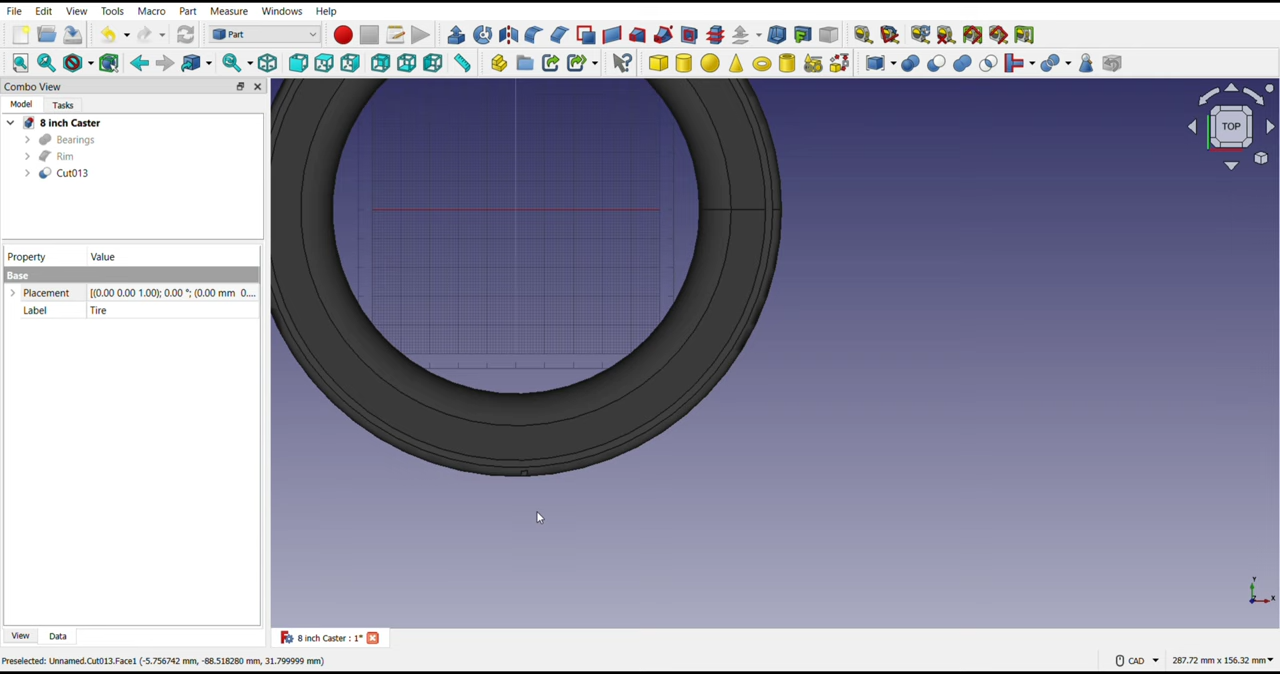 File Edit View Tools Macro Part Measure Windows Help
Part
Combo View
Model Tasks
8 inch Caster
Bearings
Rim
Cut013
TOP
Property Value
Base
Placement [(0.00 0.00 1.00); 0.00 °; (0.00 mm 0....
Label Tire
Y
Z X
View Data
8 inch Caster : 1*
Preselected: Unnamed.Cut013.Face1 (-5.756742 mm, -88.518280 mm, 31.799999 mm)
CAD
287.72 mm x 156.32 mm